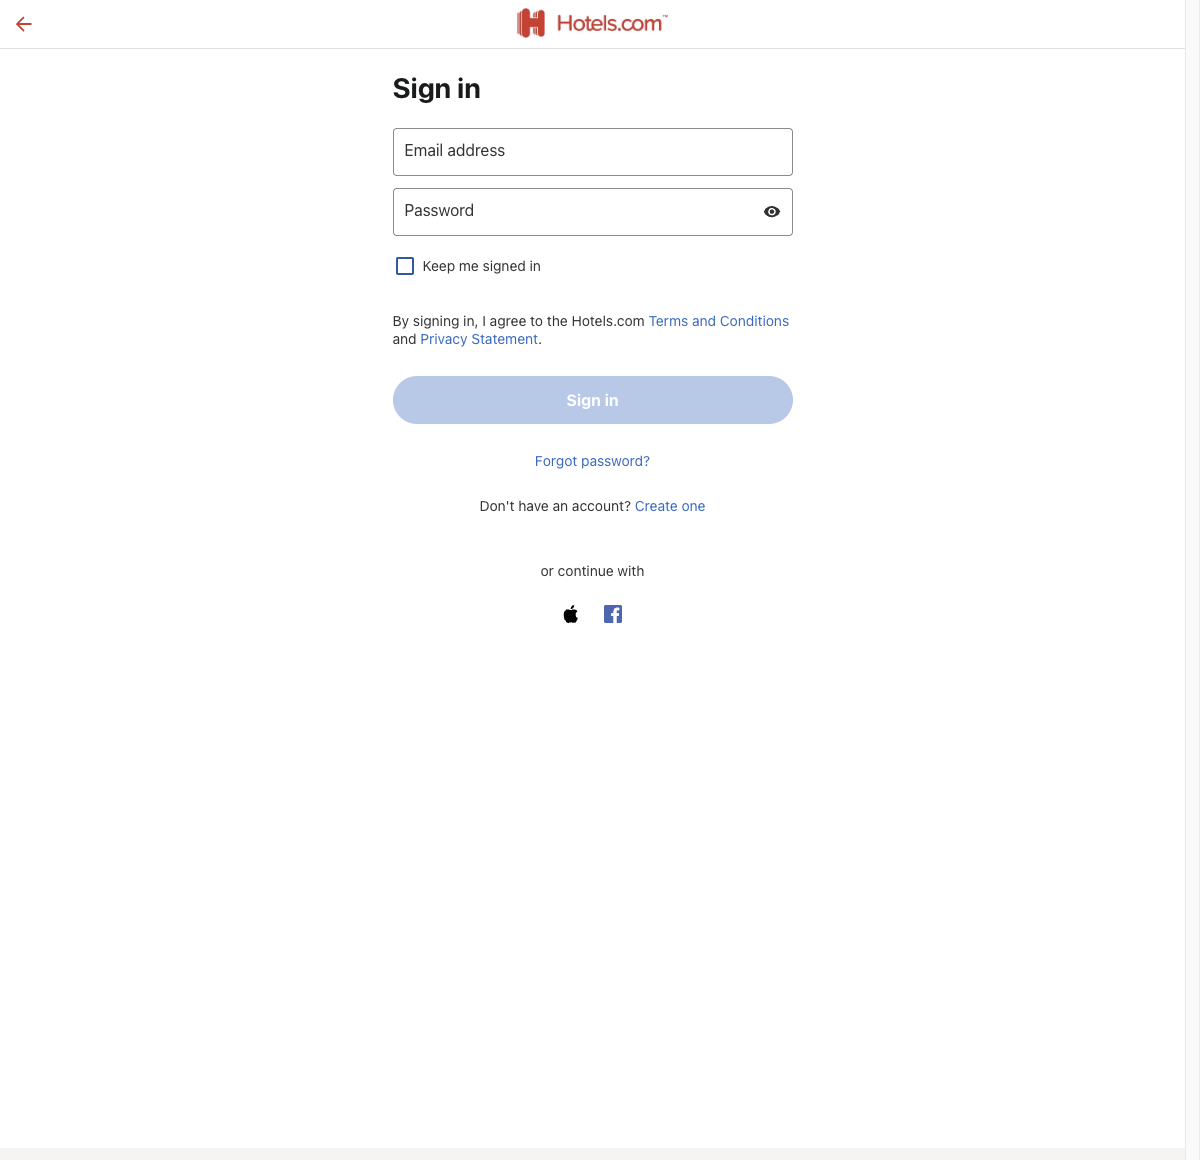 Hotels.com™
Sign in
Email address
Password
Keep me signed in
By signing in, I agree to the Hotels.com Terms and Conditions
and Privacy Statement.
Sign in
Forgot password?
Don't have an account? Create one
or continue with